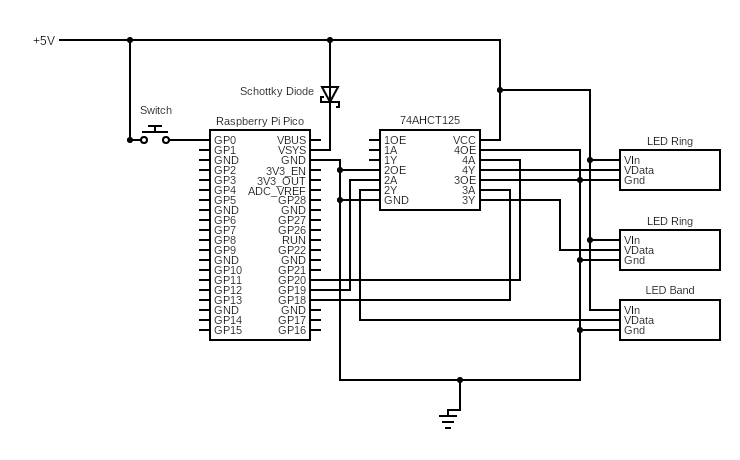 +5V
Schottky Diode
Switch
Raspberry Pi Pico
GP0
GP1
GND
GP2
GP3
GP4
GP5
GND
GP6
GP7
GP8
GP9
GND
GP10
GP11
GP12
GP13
GND
GP14
GP15
VBUS
VSYS
GND
3V3_EN
3V3_OUT
ADC_VREF
GP28
GND
GP27
GP26
RUN
GP22
GND
GP21
GP20
GP19
GP18
GND
GP17
GP16
74AHCT125
1OE
1A
1Y
2OE
2A
2Y
GND
VCC
4OE
4A
4Y
3OE
3A
3Y
LED Ring
VIn
VData
Gnd
LED Ring
VIn
VData
Gnd
LED Band
VIn
VData
Gnd